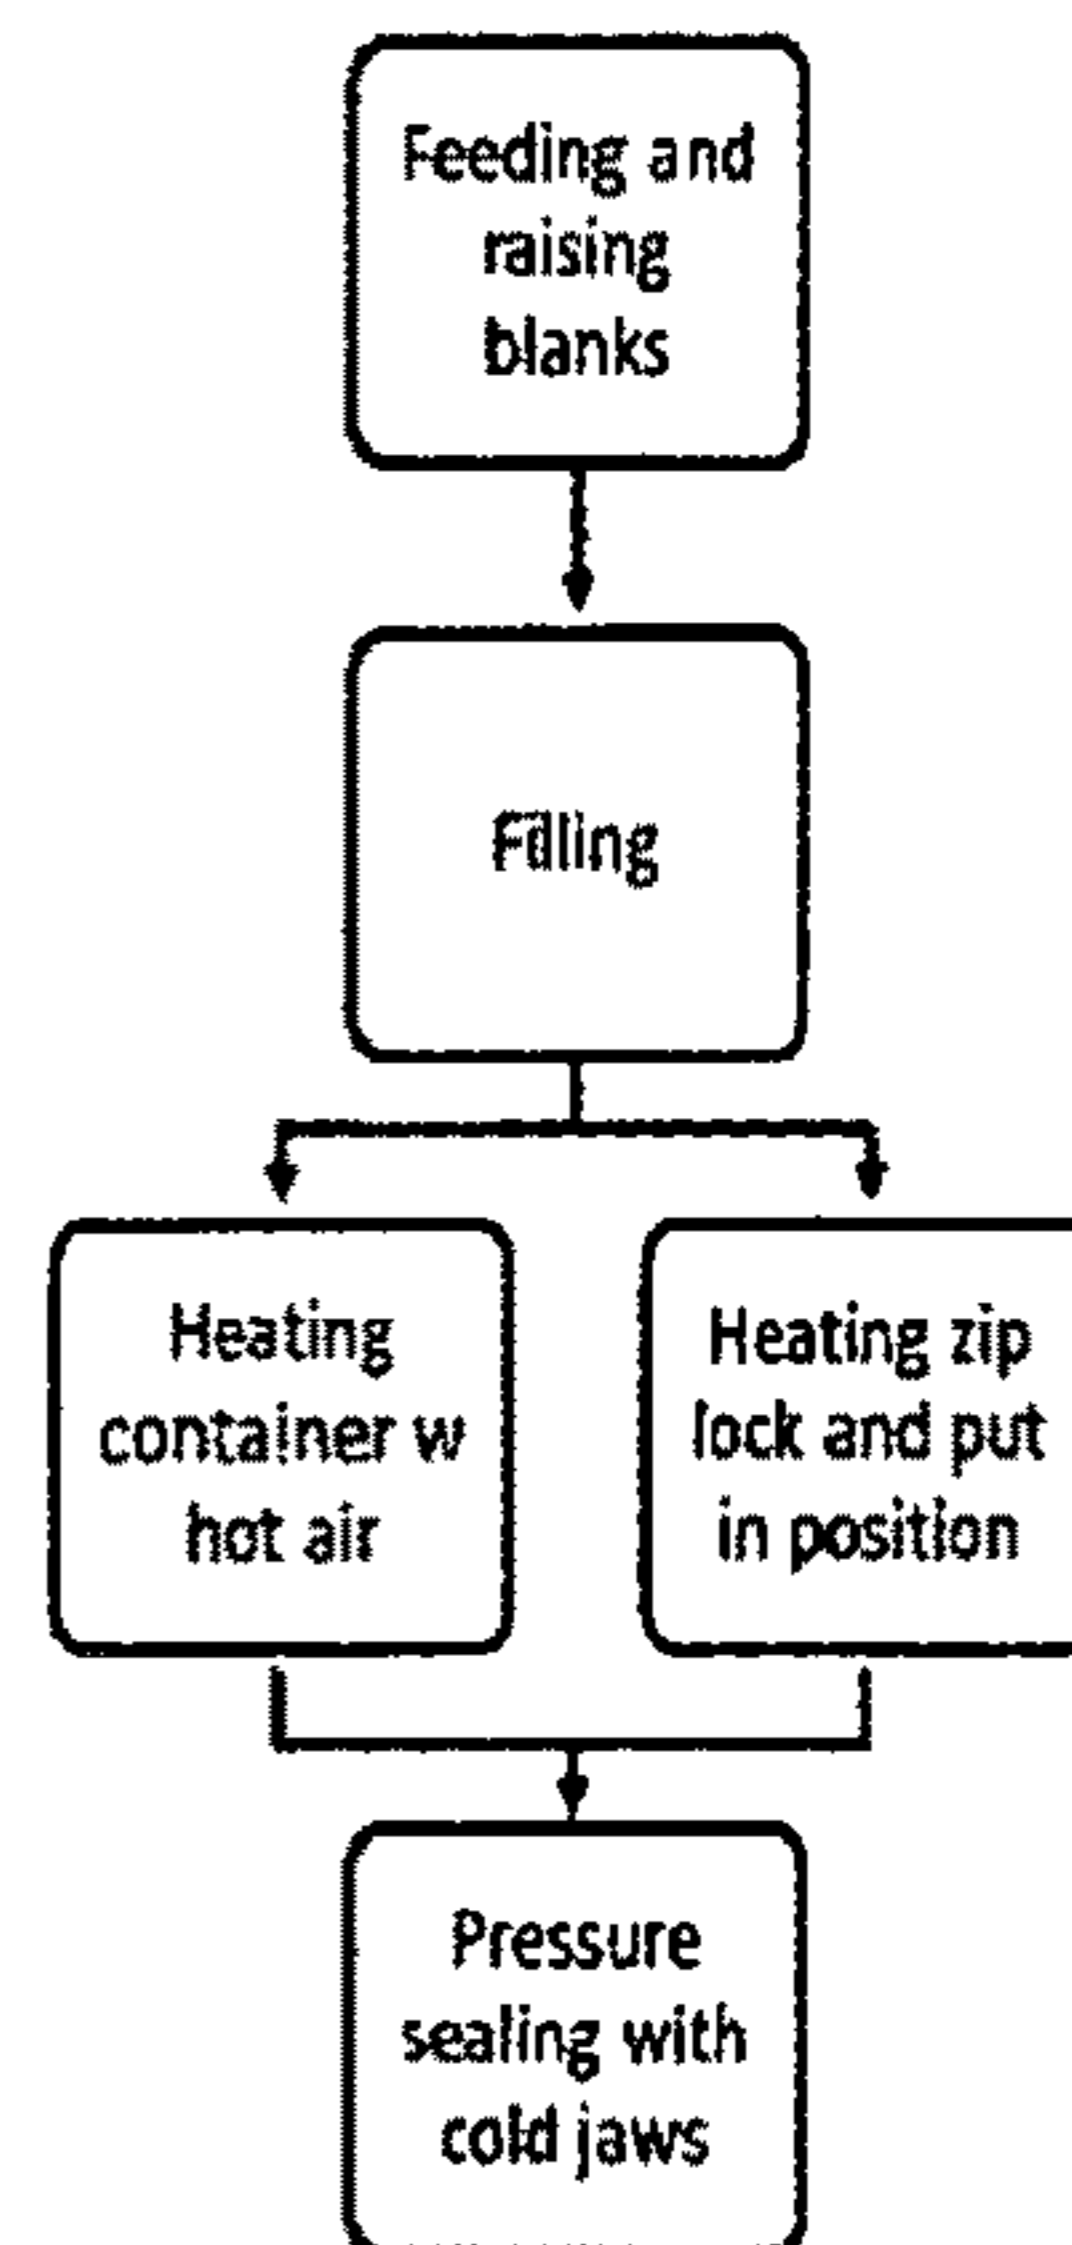 Feeding and
raising
blanks
Filling
Heating
container w
hot air
Heating zip
lock and put
in position
Pressure
sealing with
cold jaws